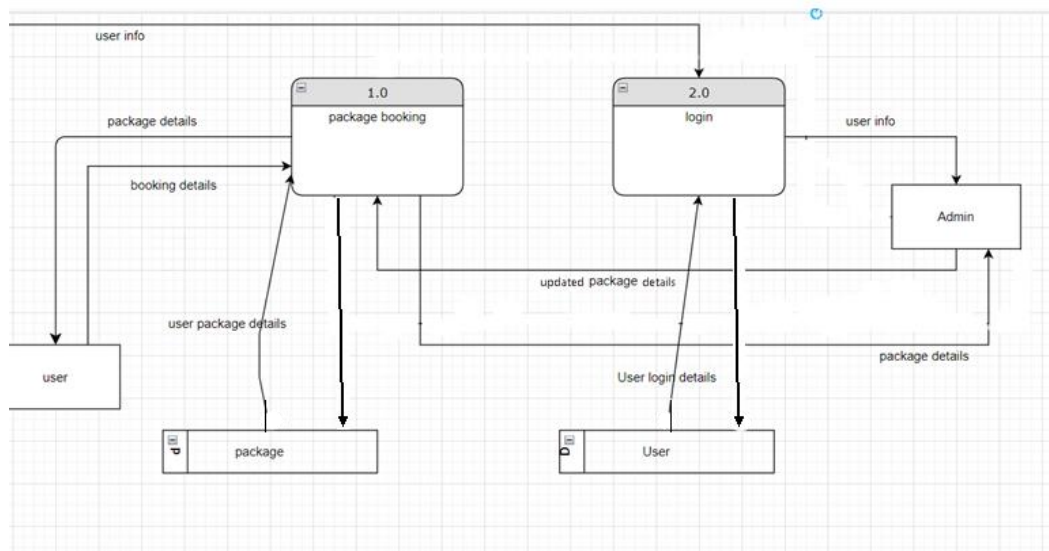 user info
1.0
2.0
package booking
login
package details
user info
booking details
Admin
updated package details
user package details
package details
user
User login details
P
package
D
User